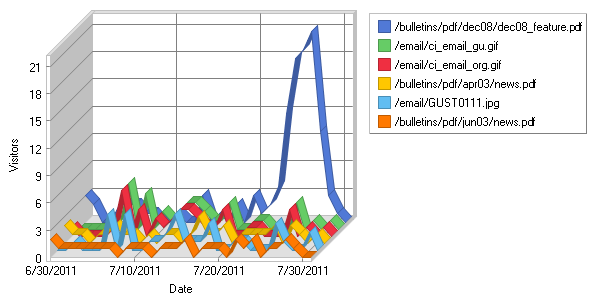 21
18
15
12
9
6
3
0
Visitors
6/30/2011 7/10/2011 7/20/2011 7/30/2011
Date
/bulletins/pdf/dec08/dec08_feature.pdf
/email/ci_email_gu.gif
/email/ci_email_org.gif
/bulletins/pdf/apr03/news.pdf
/email/GUST0111.jpg
/bulletins/pdf/jun03/news.pdf